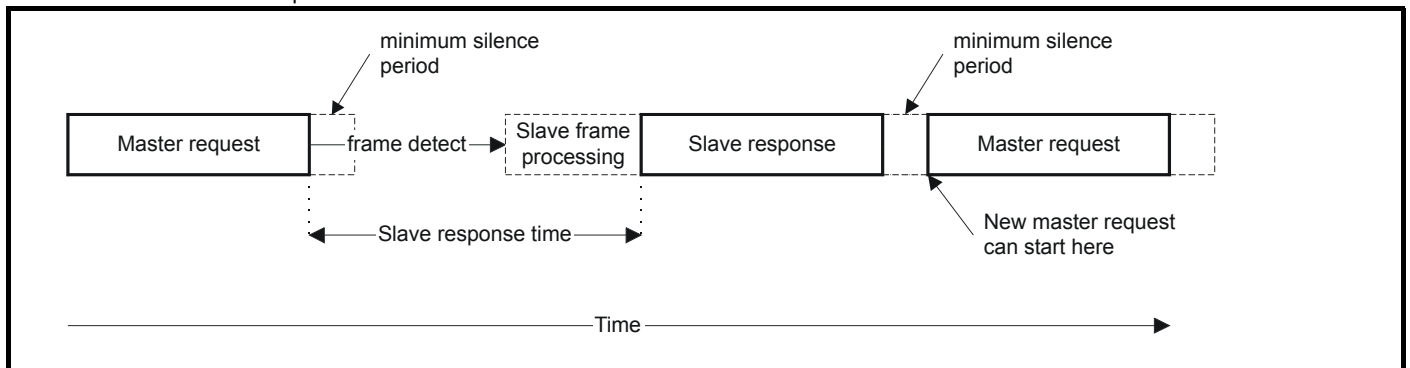 minimum silence
period
minimum silence
period
Master request
frame detect
Slave frame
processing
Slave response
Master request
Slave response time
New master request
can start here
Time